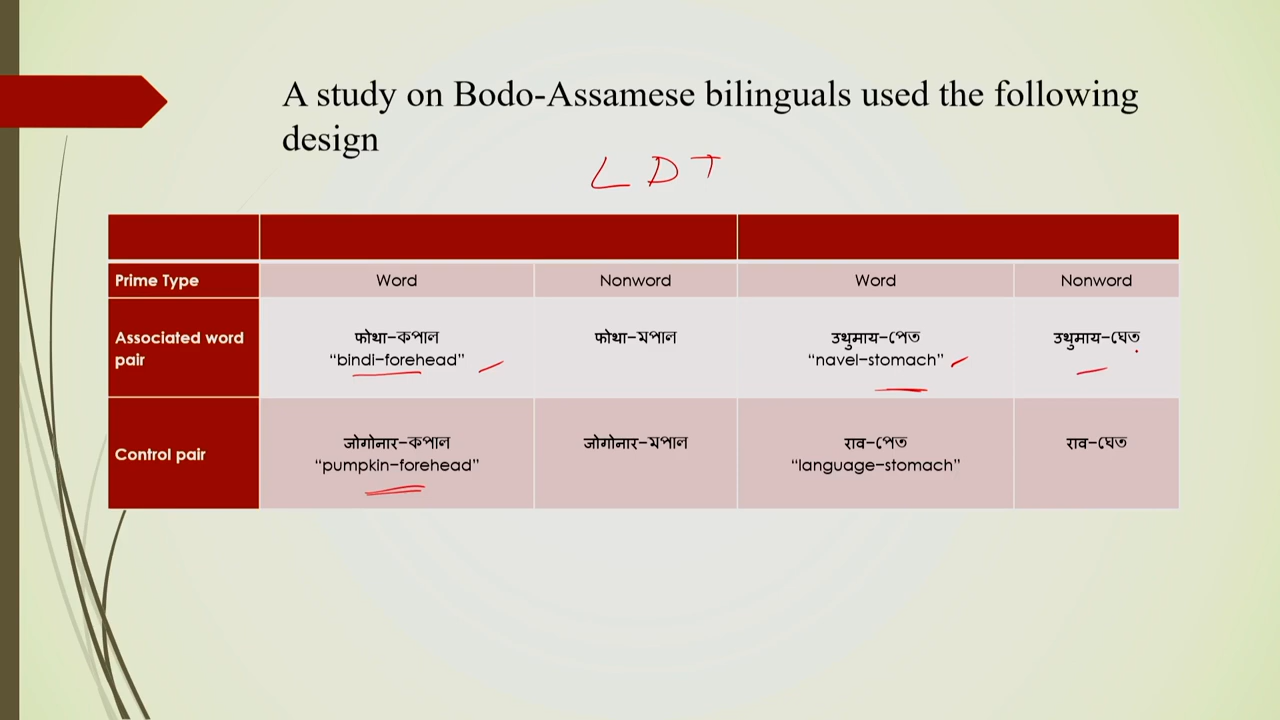 A study on Bodo-Assamese bilinguals used the following
design
LDT
Prime Type Word Nonword Word Nonword
Associated word pair
फोथा-কপাল
"bindi-forehead"
फोथा-মপাল
उथुमाय-পেত
"navel-stomach"
उथुमाय-ঘেত
Control pair
जोगोनार-কপাল
"pumpkin-forehead"
जोगोनार-মপাল
राव-পেত
"language-stomach"
राव-ঘেত